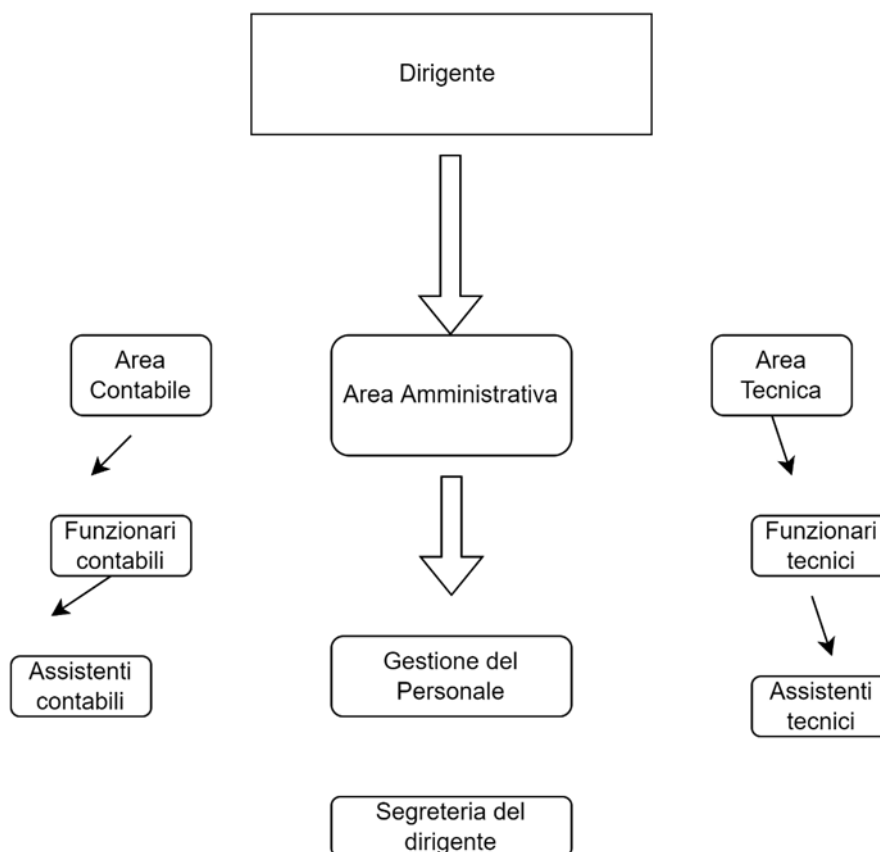 Dirigente
Area
Contabile
Area Amministrativa
Area
Tecnica
Funzionari
contabili
Funzionari
tecnici
Assistenti
contabili
Gestione del
Personale
Assistenti
tecnici
Segreteria del
dirigente